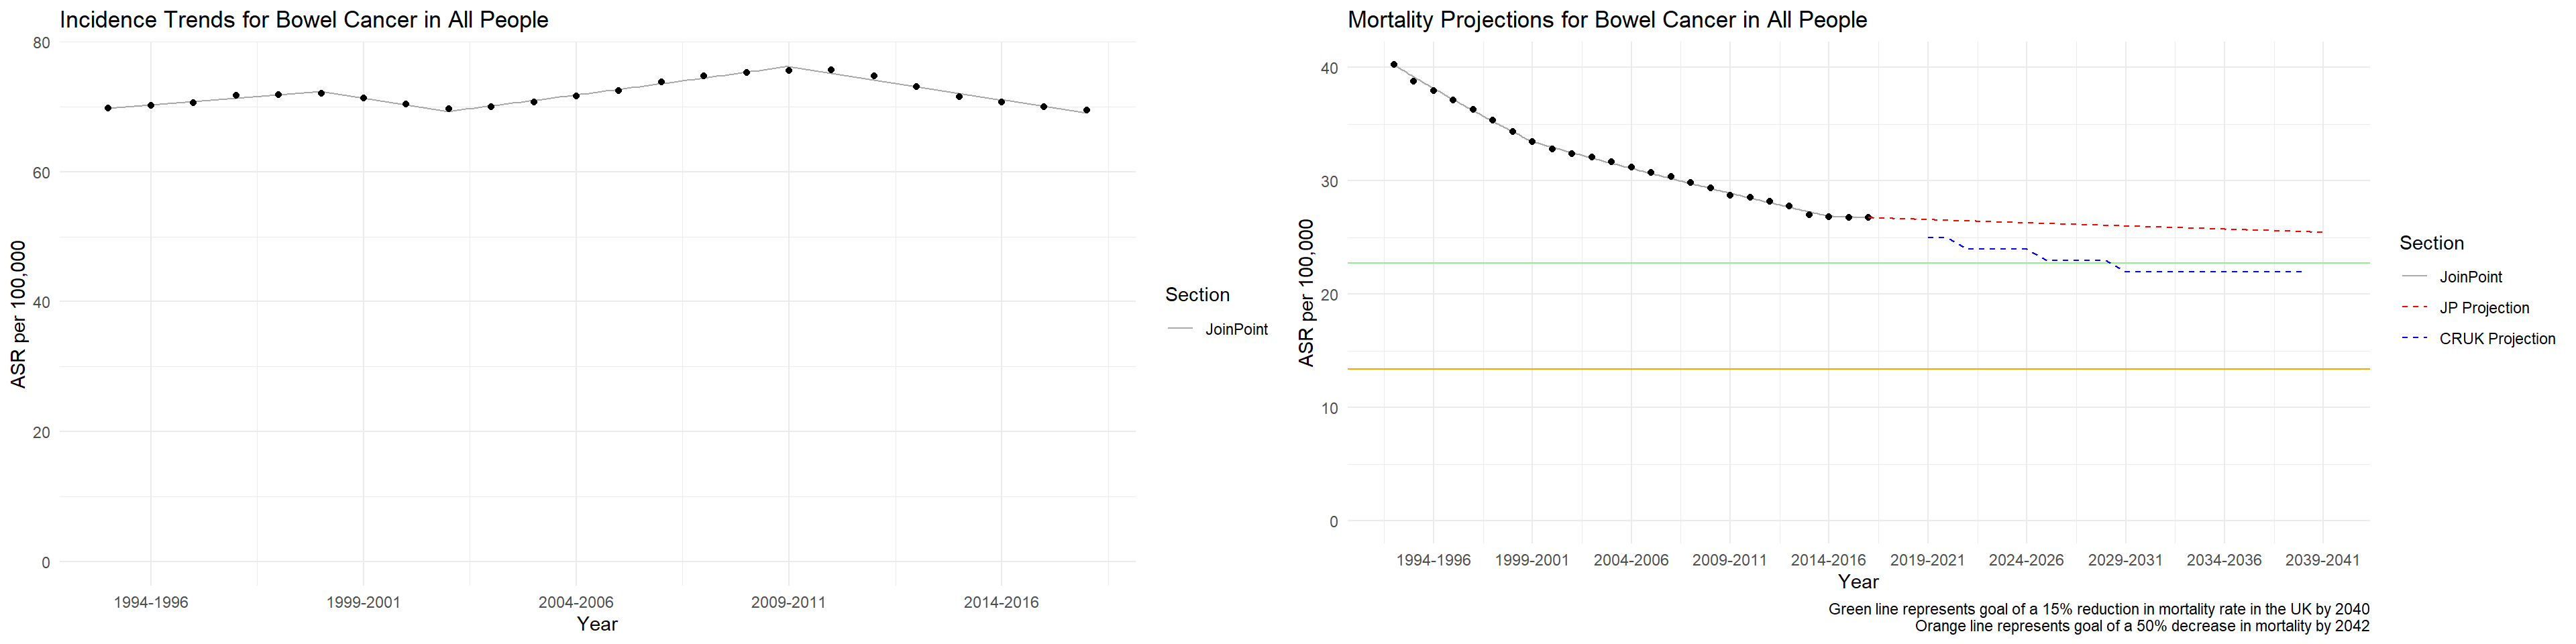 Incidence Trends for Bowel Cancer in All People
80
60
40
20
0
ASR per 100,000
1994-1996
1999-2001
2004-2006
2009-2011
2014-2016
Year
Section
JoinPoint
Mortality Projections for Bowel Cancer in All People
40
30
20
10
0
ASR per 100,000
1994-1996
1999-2001
2004-2006
2009-2011
2014-2016
2019-2021
2024-2026
2029-2031
2034-2036
2039-2041
Year
Section
JoinPoint
JP Projection
CRUK Projection
Green line represents goal of a 15% reduction in mortality rate in the UK by 2040
Orange line represents goal of a 50% decrease in mortality by 2042